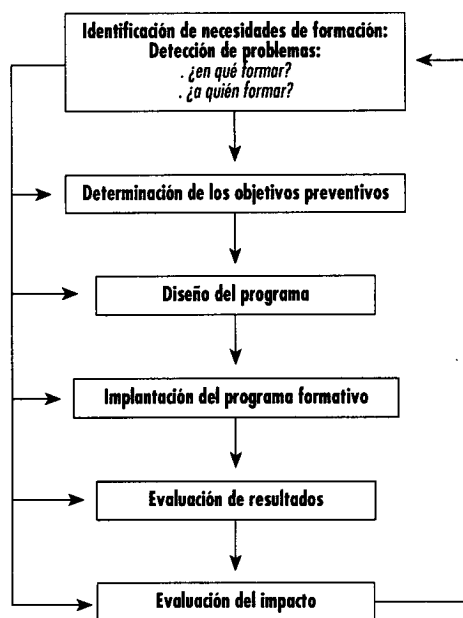 Identificación de necesidades de formación:
Detección de problemas:
. ¿en qué formar?
. ¿a quién formar?
Determinación de los objetivos preventivos
Diseño del programa
Implantación del programa formativo
Evaluación de resultados
Evaluación del impacto